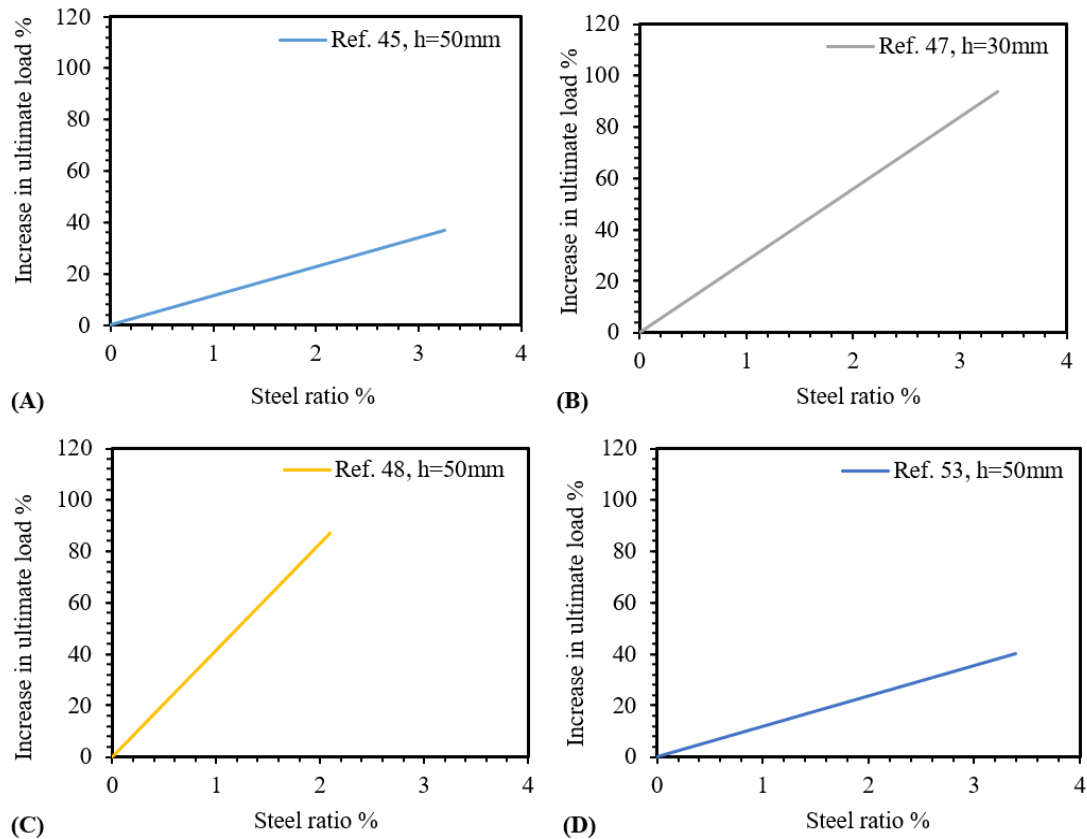 Ref. 45, h=50mm
Increase in ultimate load %
120
100
80
60
40
20
0
0 1 2 3 4
Steel ratio %
(A)
Ref. 47, h=30mm
Increase in ultimate load %
120
100
80
60
40
20
0
0 1 2 3 4
Steel ratio %
(B)
Ref. 48, h=50mm
Increase in ultimate load %
120
100
80
60
40
20
0
0 1 2 3 4
Steel ratio %
(C)
Ref. 53, h=50mm
Increase in ultimate load %
120
100
80
60
40
20
0
0 1 2 3 4
Steel ratio %
(D)